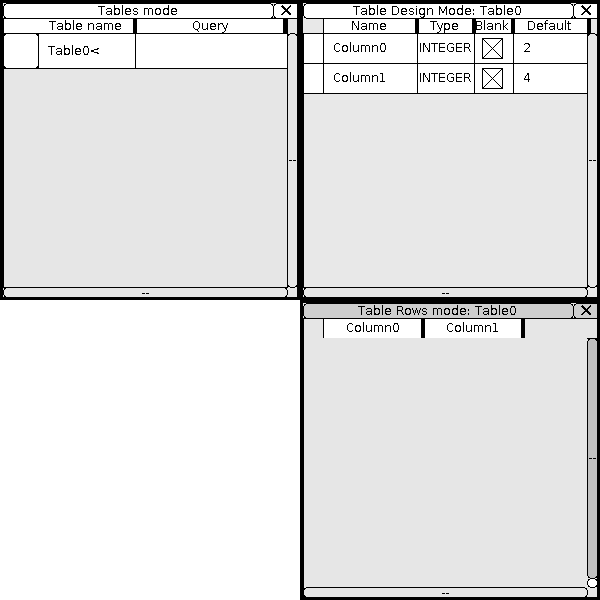 Tables mode
Table name Query
Table0<
Table Design Mode: Table0
Name Type Blank Default
Column0 INTEGER 2
Column1 INTEGER 4
Table Rows mode: Table0
Column0 Column1